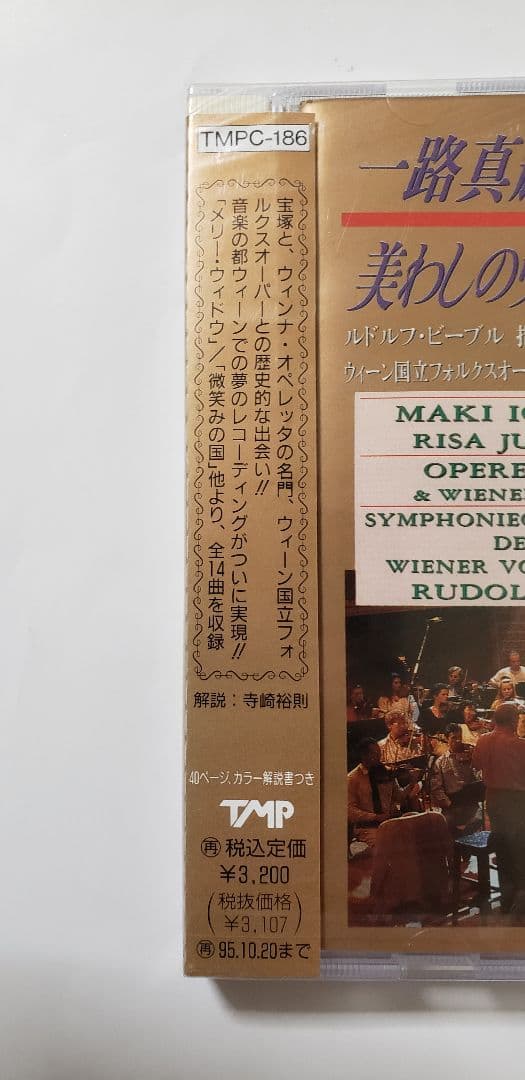 TMPC-186
宝塚と、ウィンナ・オペレッタの名門、ウィーン国立フォ
ルクスオーパーとの歴史的な出会い!!
音楽の都ウィーンでの夢のレコーディングがついに実現!!
「メリー・ウィドウ」/「微笑みの国」他より、全14曲を収録
解説：寺崎裕則
40ページ、カラー解説書つき
TMP
再 税込定価
¥3,200
(税抜価格
¥3,107)
再 95.10.20まで
一路真
美わしの
ルドルフ・ビーブル
ウィーン国立フォルクスオー
MAKI I
RISA JU
OPERE
& WIENE
SYMPHONIEO
DE
WIENER VO
RUDOL